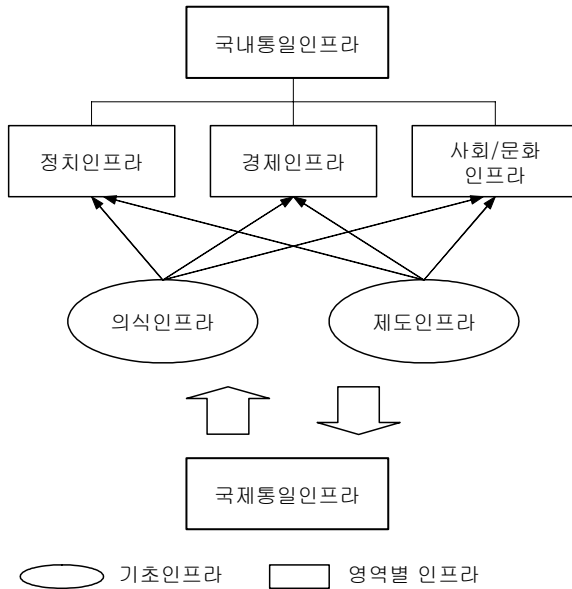 국내통일인프라
정치인프라
경제인프라
사회/문화
인프라
의식인프라
제도인프라
국제통일인프라
기초인프라
영역별 인프라